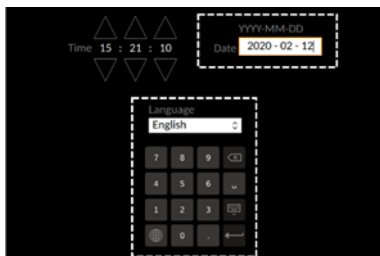 YYYY-MM-DD
Time 15 : 21 : 10
Date 2020 - 02 - 12
Language
English
7 8 9
4 5 6
1 2 3
0 .